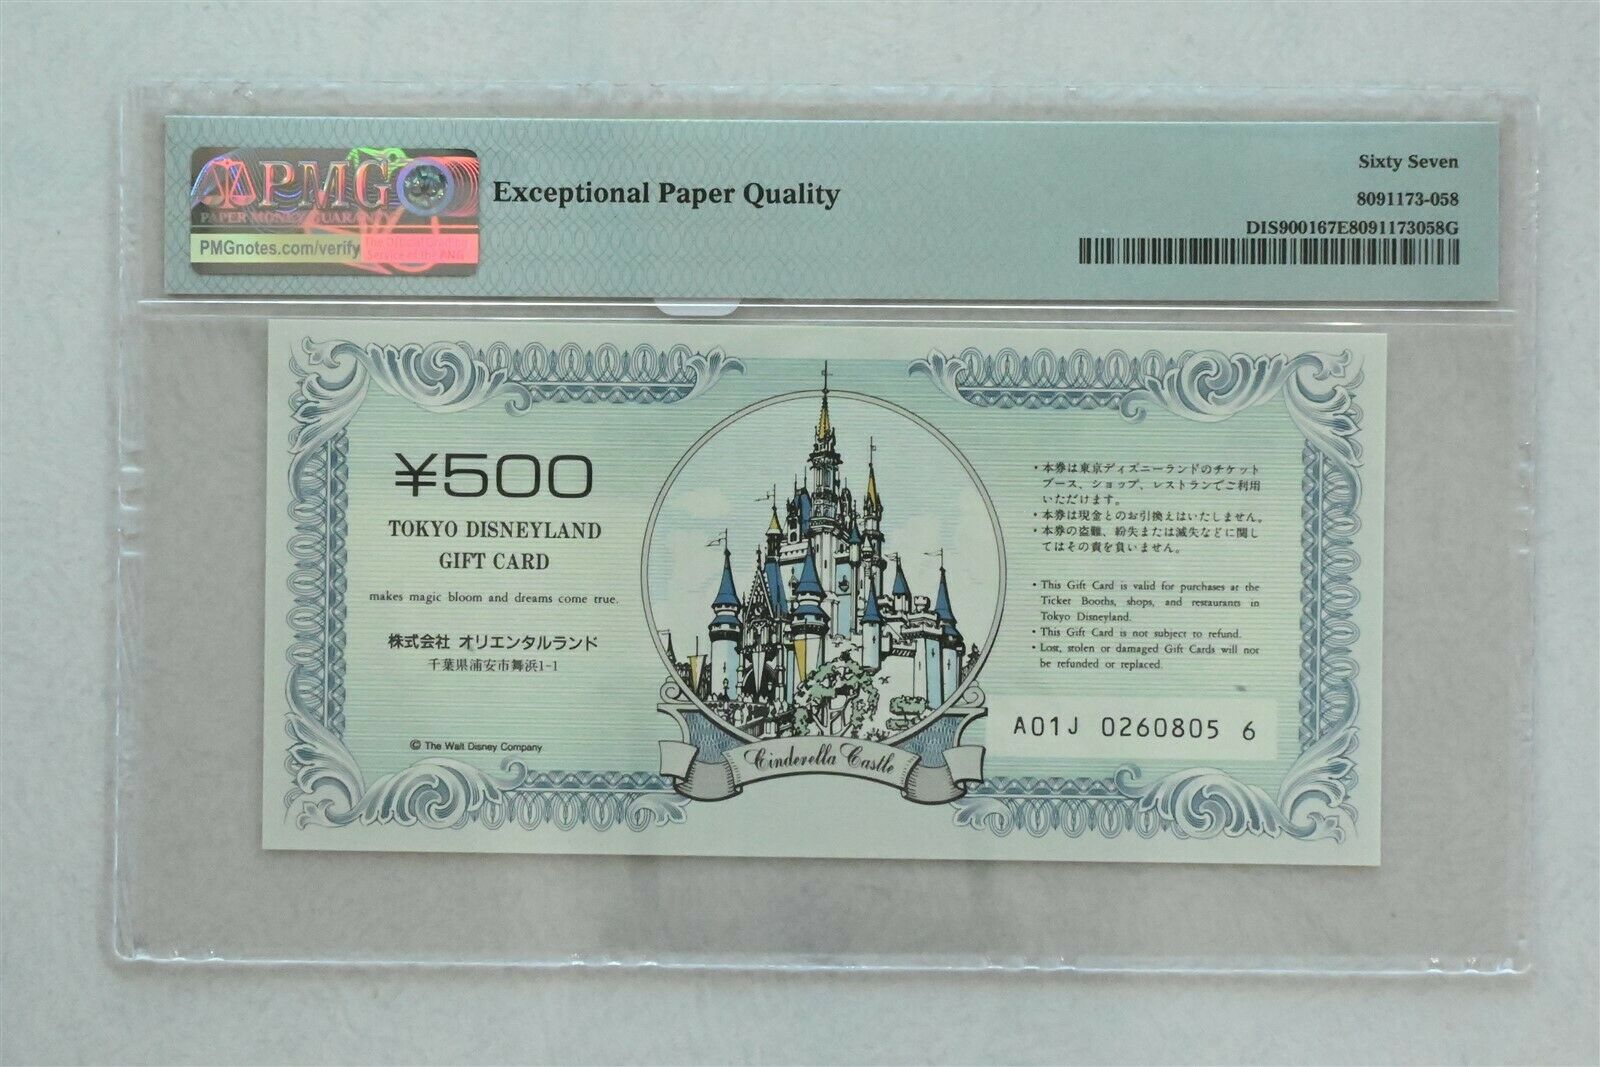 PMG
PAPER MONEY GUARANTY
PMGnotes.com/verify
The Official Grading
Service of the PNG
Exceptional Paper Quality
Sixty Seven
8091173-058
DIS900167E8091173058G
¥500
TOKYO DISNEYLAND
GIFT CARD
makes magic bloom and dreams come true.
株式会社 オリエンタルランド
千葉県浦安市舞浜1-1
© The Walt Disney Company
Cinderella Castle
・本券は東京ディズニーランドのチケット
ブース、ショップ、レストランでご利用
いただけます。
・本券は現金とのお引換えはいたしません。
・本券の盗難、紛失または滅失などに関し
てはその責を負いません。
• This Gift Card is valid for purchases at the
Ticket Booths, shops, and restaurants in
Tokyo Disneyland.
• This Gift Card is not subject to refund.
• Lost, stolen or damaged Gift Cards will not
be refunded or replaced.
A01J 0260805 6